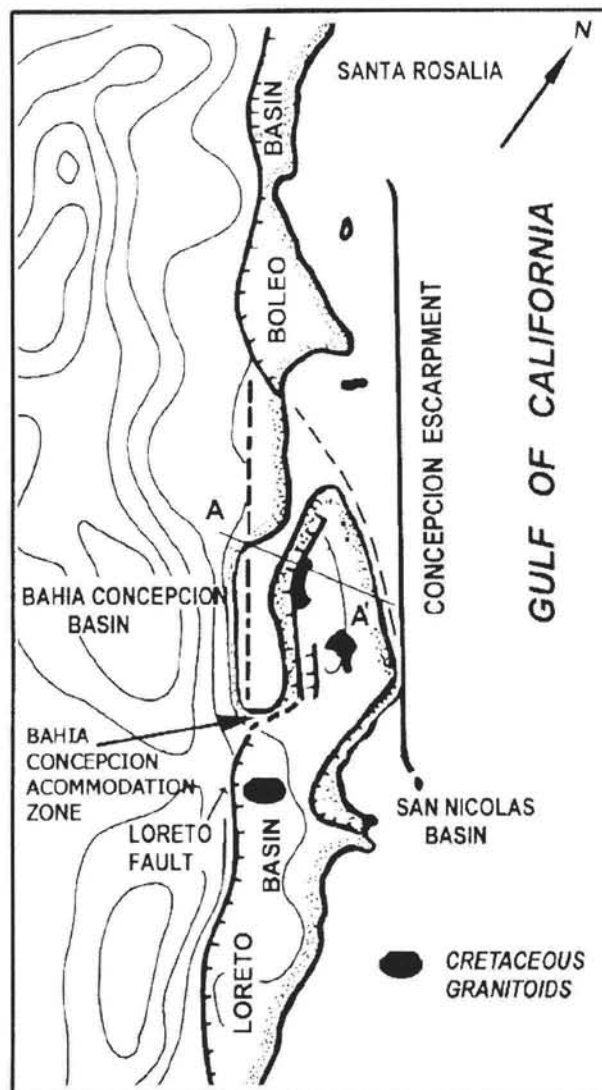 N
SANTA ROSALIA
BASIN
BOLEO
GULF OF CALIFORNIA
CONCEPCION ESCARPMENT
A
A'
BAHIA CONCEPCION
BASIN
BAHIA
CONCEPCION
ACOMMODATION
ZONE
LORETO
FAULT
BASIN
LORETO
SAN NICOLAS
BASIN
CRETACEOUS
GRANITOIDS